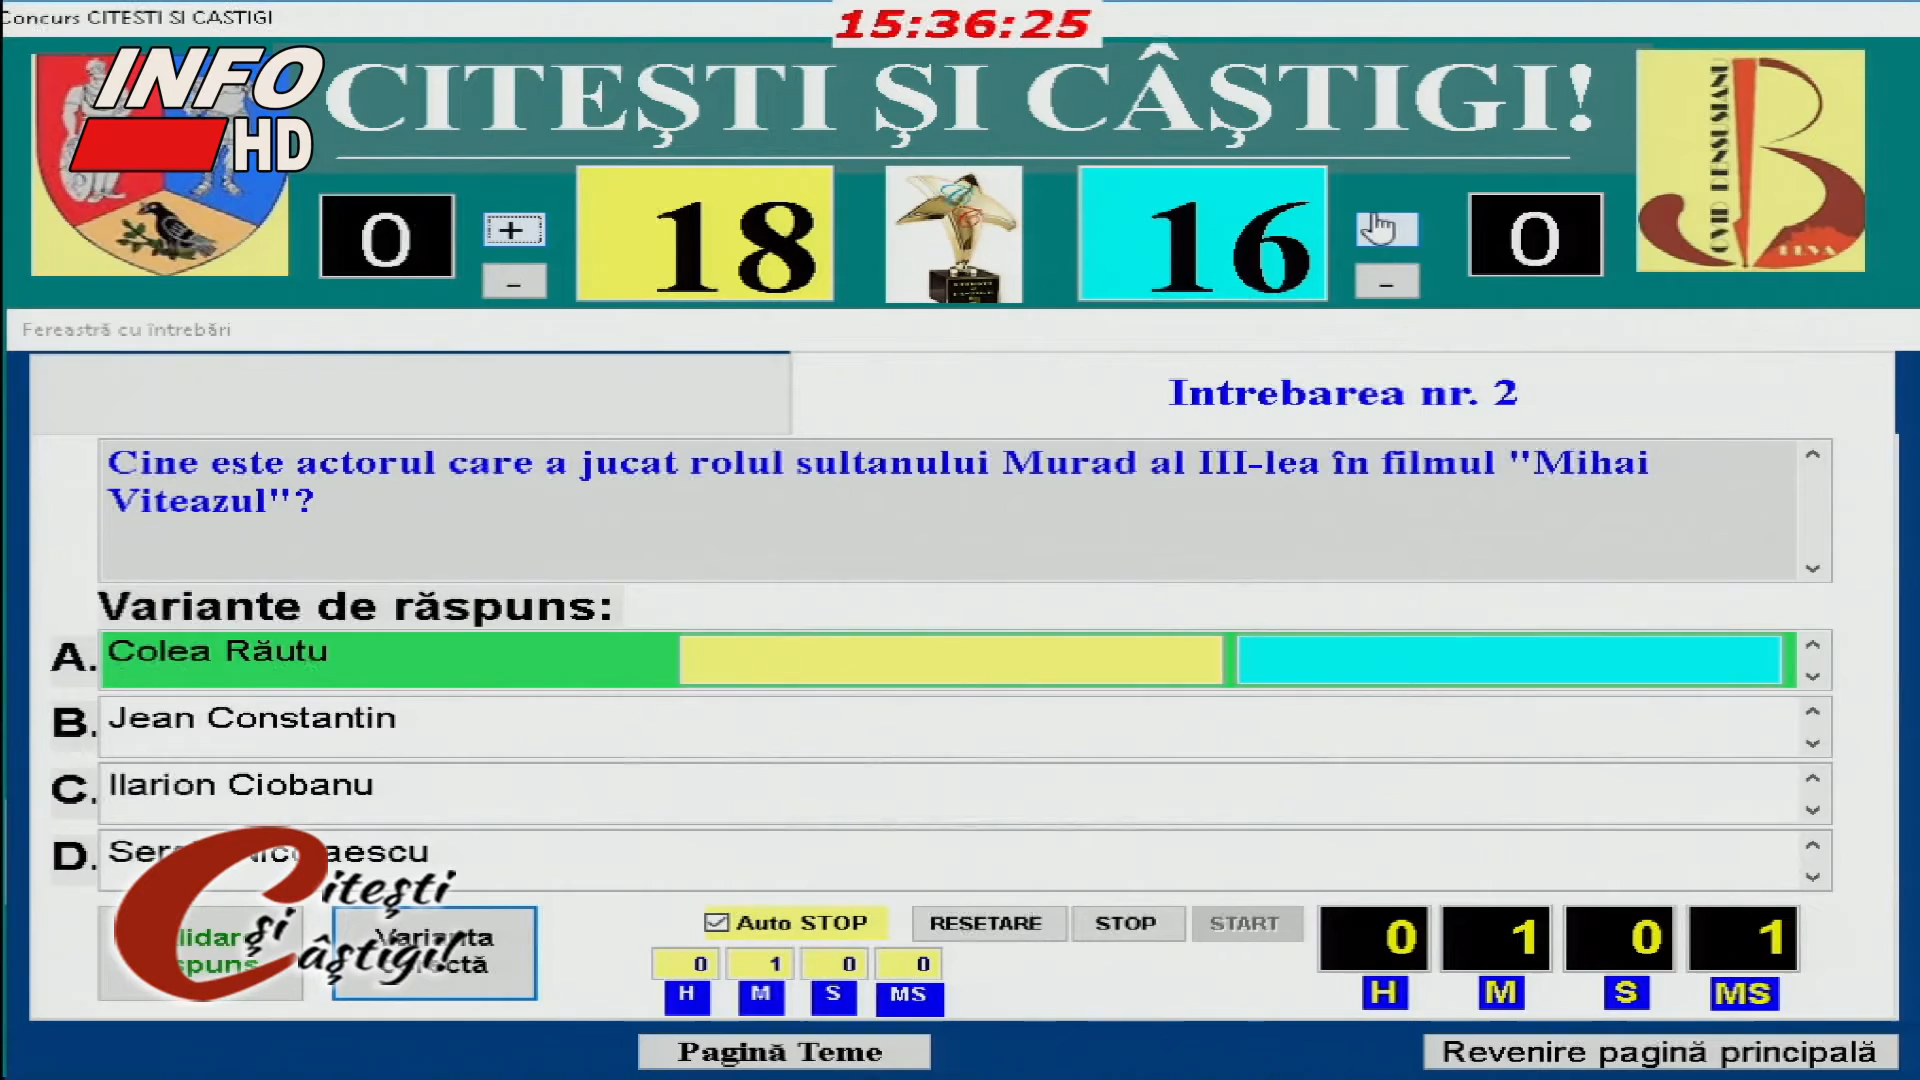 Concurs CITESTI SI CASTIGI
15:36:25
INFO
HD
CITEŞTI ŞI CÂŞTIGI!
0
+
-
18
16
-
0
OVID DENSUSIANU
DEVA
Fereastră cu întrebări
Intrebarea nr. 2
Cine este actorul care a jucat rolul sultanului Murad al III-lea în filmul "Mihai
Viteazul"?
Variante de răspuns:
A. Colea Răutu
B. Jean Constantin
C. Ilarion Ciobanu
D.
Citeşti
şi
Câştigi!
Auto STOP
RESETARE
STOP
START
0 1 0 0
H M S MS
0 1 0 1
H M S MS
Pagină Teme
Revenire pagină principală